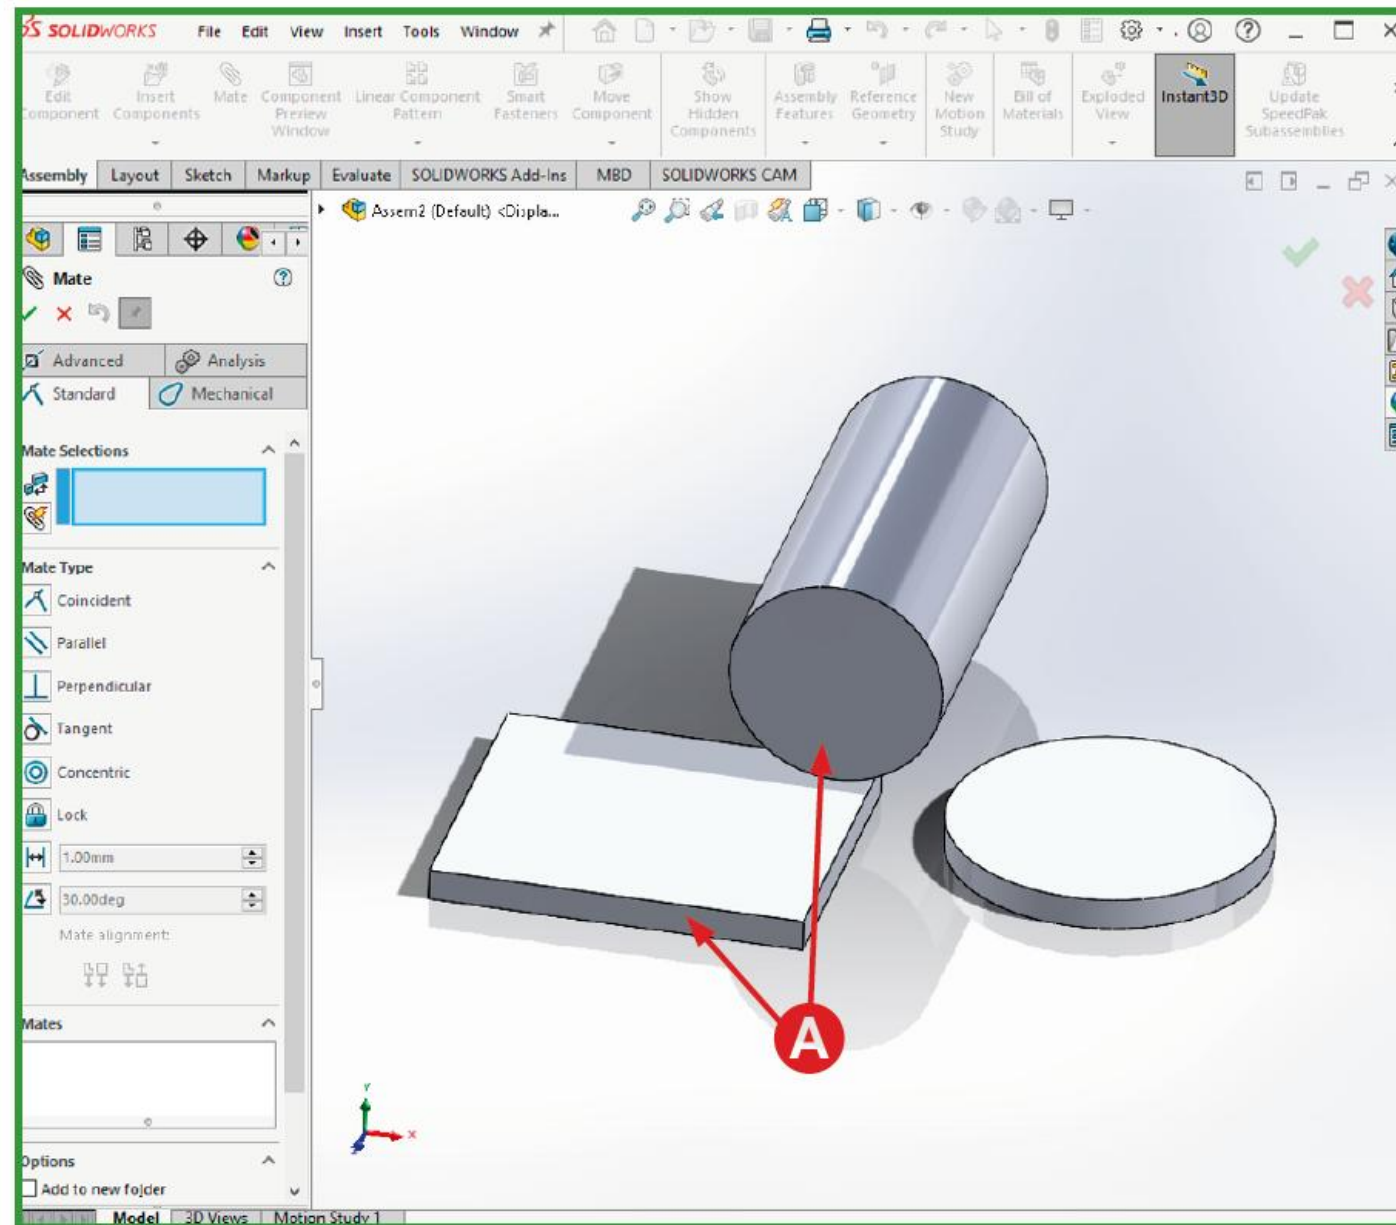 SOLIDWORKS File Edit View Insert Tools Window
Edit Component
Insert Components
Mate
Component Preview Window
Linear Component Pattern
Smart Fasteners
Move Component
Show Hidden Components
Assembly Features
Reference Geometry
New Motion Study
Bill of Materials
Exploded View
Instant3D
Update SpeedPak Subassemblies
Assembly Layout Sketch Markup Evaluate SOLIDWORKS Add-Ins MBD SOLIDWORKS CAM
Assem2 (Default) <Displa...
Mate
Advanced Analysis
Standard Mechanical
Mate Selections
Mate Type
Coincident
Parallel
Perpendicular
Tangent
Concentric
Lock
1.00mm
30.00deg
Mate alignment:
Mates
A
Y
X
Options
Add to new folder
Model 3D Views Motion Study 1